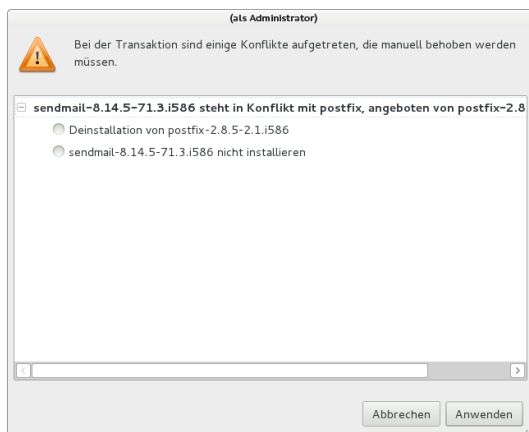 (als Administrator)
Bei der Transaktion sind einige Konflikte aufgetreten, die manuell behoben werden
müssen.
sendmail-8.14.5-71.3.i586 steht in Konflikt mit postfix, angeboten von postfix-2.8
Deinstallation von postfix-2.8.5-2.1.i586
sendmail-8.14.5-71.3.i586 nicht installieren
Abbrechen Anwenden